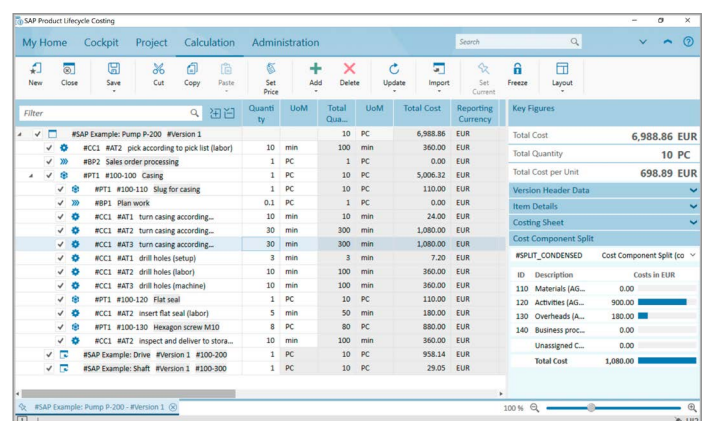 SAP Product Lifecycle Costing
My Home Cockpit Project Calculation Administration Search
New Close Save Cut Copy Paste Set Price Add Delete Update Import Set Current Freeze Layout
Filter Quanti ty UoM Total Qua... UoM Total Cost Reporting Currency Key Figures
#SAP Example: Pump P-200 #Version 1 10 PC 6,988.86 EUR
#CC1 #AT2 pick according to pick list (labor) 10 min 100 min 360.00 EUR
#BP2 Sales order processing 1 PC 1 PC 0.00 EUR
#PT1 #100-100 Casing 1 PC 10 PC 5,006.32 EUR
#PT1 #100-110 Slug for casing 1 PC 10 PC 110.00 EUR
#BP1 Plan work 0.1 PC 1 PC 0.00 EUR
#CC1 #AT1 turn casing according... 10 min 10 min 24.00 EUR
#CC1 #AT2 turn casing according... 30 min 300 min 1,080.00 EUR
#CC1 #AT3 turn casing according... 30 min 300 min 1,080.00 EUR
#CC1 #AT1 drill holes (setup) 3 min 3 min 7.20 EUR
#CC1 #AT2 drill holes (labor) 10 min 100 min 360.00 EUR
#CC1 #AT3 drill holes (machine) 10 min 100 min 360.00 EUR
#PT1 #100-120 Flat seal 1 PC 10 PC 110.00 EUR
#CC1 #AT2 insert flat seal (labor) 5 min 50 min 180.00 EUR
#PT1 #100-130 Hexagon screw M10 8 PC 80 PC 880.00 EUR
#CC1 #AT2 inspect and deliver to stora... 10 min 100 min 360.00 EUR
#SAP Example: Drive #Version 1 #100-200 1 PC 10 PC 958.14 EUR
#SAP Example: Shaft #Version 1 #100-300 1 PC 10 PC 29.05 EUR
Total Cost 6,988.86 EUR
Total Quantity 10 PC
Total Cost per Unit 698.89 EUR
Version Header Data
Item Details
Costing Sheet
Cost Component Split
#SPLIT_CONDENSED Cost Component Split (co
ID Description Costs in EUR
110 Materials (AG... 0.00
120 Activities (AG... 900.00
130 Overheads (A... 180.00
140 Business proc... 0.00
Unassigned C... 0.00
Total Cost 1,080.00
#SAP Example: Pump P-200 - #Version 1 100 %